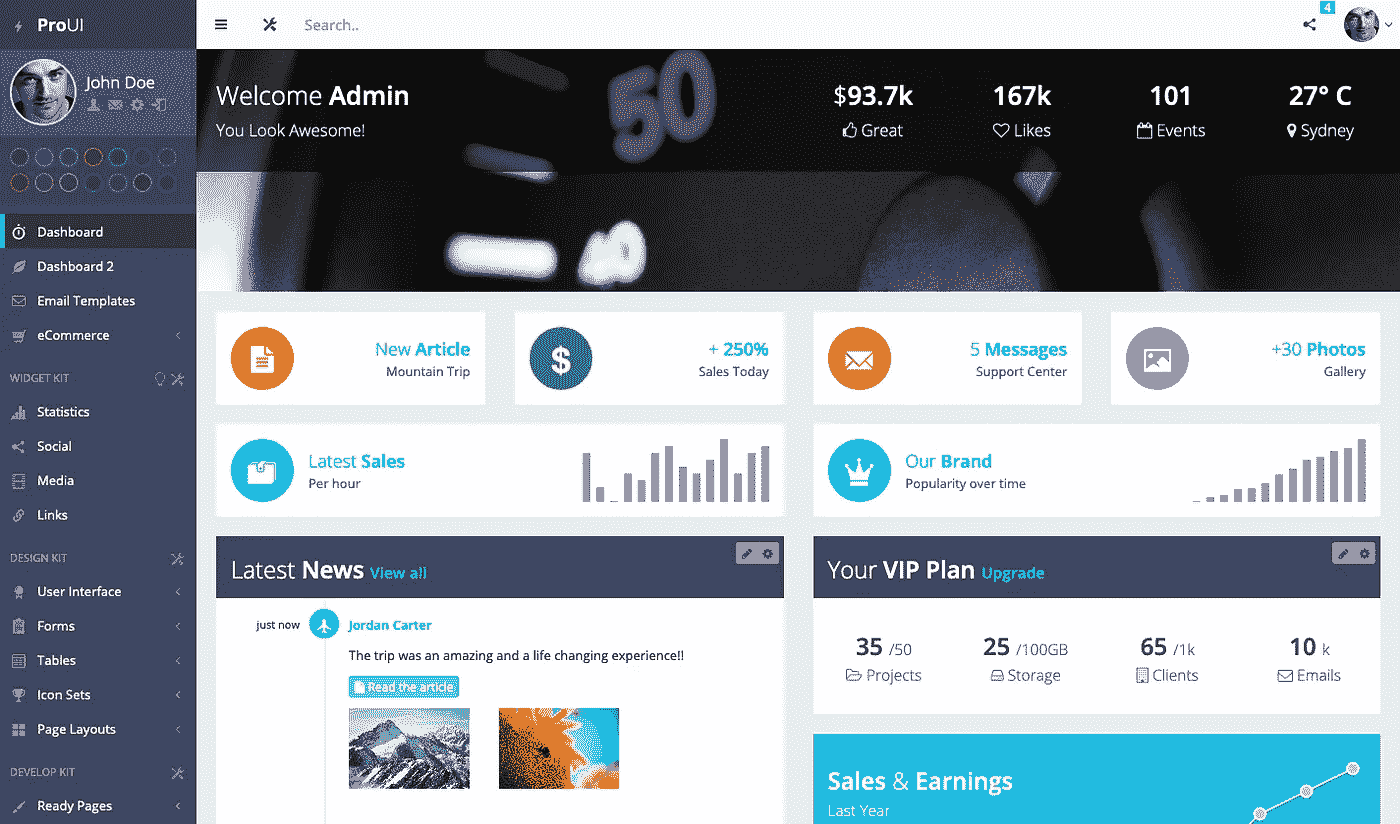 ProUI
Search..
4
John Doe
Dashboard
Dashboard 2
Email Templates
eCommerce
WIDGET KIT
Statistics
Social
Media
Links
DESIGN KIT
User Interface
Forms
Tables
Icon Sets
Page Layouts
DEVELOP KIT
Ready Pages
Welcome Admin
You Look Awesome!
$93.7k
Great
167k
Likes
101
Events
27° C
Sydney
50
New Article
Mountain Trip
$
+ 250%
Sales Today
5 Messages
Support Center
+30 Photos
Gallery
Latest Sales
Per hour
Our Brand
Popularity over time
Latest News View all
just now
Jordan Carter
The trip was an amazing and a life changing experience!!
Read the article
Your VIP Plan Upgrade
35 /50
Projects
25 /100GB
Storage
65 /1k
Clients
10 k
Emails
Sales & Earnings
Last Year